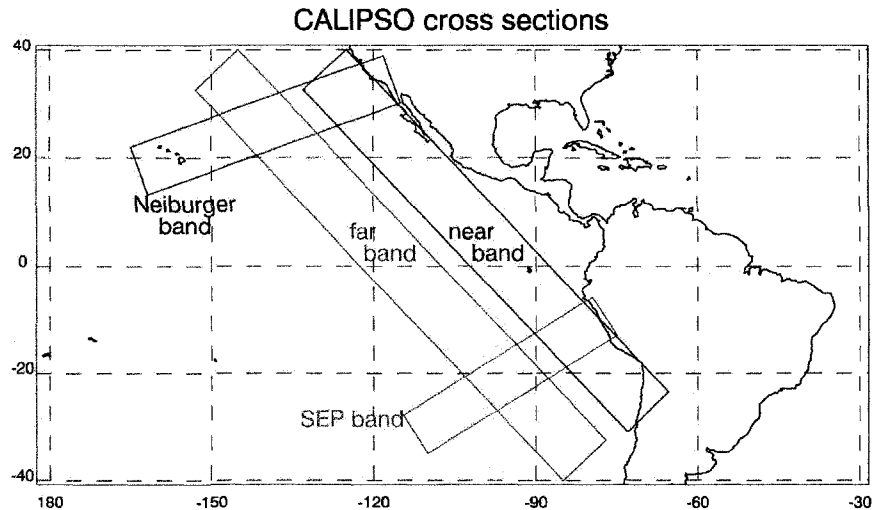 CALIPSO cross sections
40
20
0
-20
-40
Neiburger
band
far
band
near
band
SEP band
180
-150
-120
-90
-60
-30